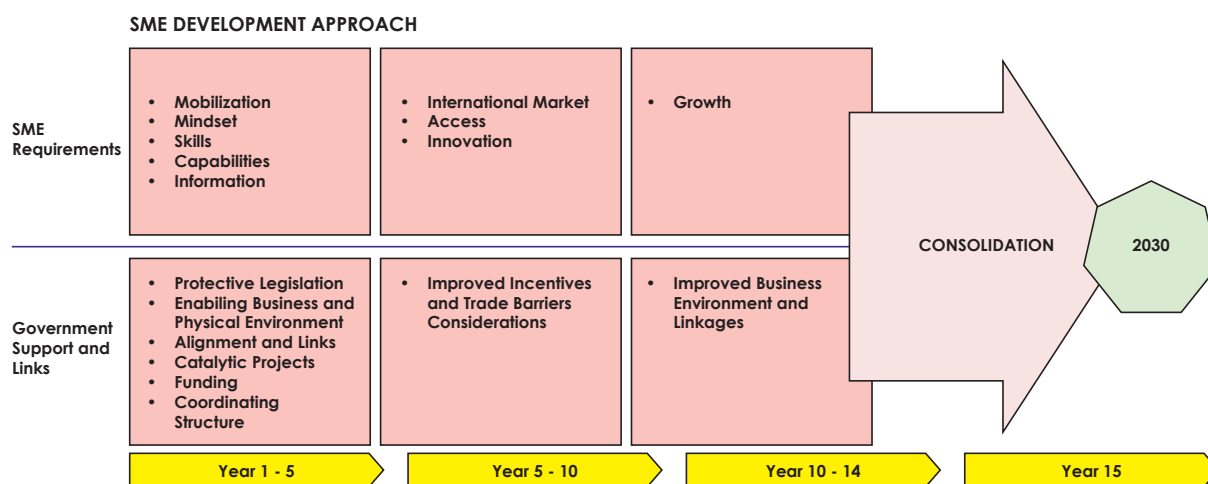 SME DEVELOPMENT APPROACH
SME
Requirements
• Mobilization
• Mindset
• Skills
• Capabilities
• Information
• International Market
• Access
• Innovation
• Growth
CONSOLIDATION
2030
Government
Support and
Links
• Protective Legislation
• Enabiling Business and
Physical Environment
• Alignment and Links
• Catalytic Projects
• Funding
• Coordinating
Structure
• Improved Incentives
and Trade Barriers
Considerations
• Improved Business
Environment and
Linkages
Year 1 - 5
Year 5 - 10
Year 10 - 14
Year 15